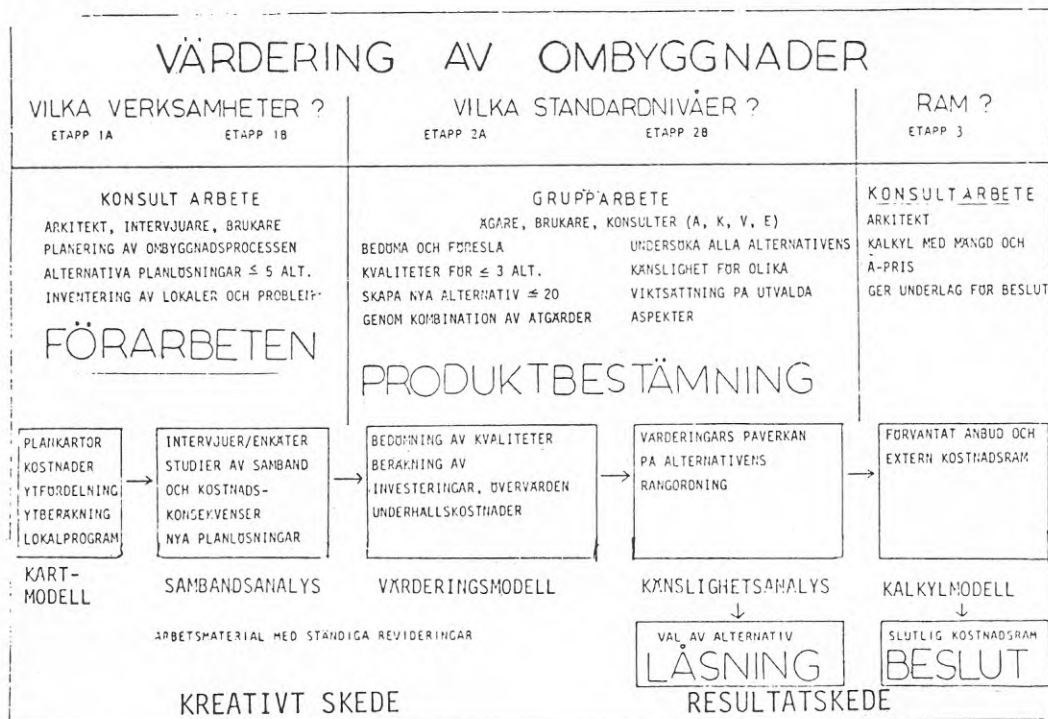 VÄRDERING AV OMBYGGNADER
VILKA VERKSAMHETER ?
ETAPP 1A ETAPP 1B
VILKA STANDARDNIVÅER ?
ETAPP 2A ETAPP 2B
RAM ?
ETAPP 3
KONSULT ARBETE
ARKITEKT, INTERVJUARE, BRUKARE
PLANERING AV OMBYGGNADSPROCESSEN
ALTERNATIVA PLANLÖSNINGAR ≤ 5 ALT.
INVENTERING AV LOKALER OCH PROBLEM
FÖRARBETEN
GRUPPARBETE
ÄGARE, BRUKARE, KONSULTER (A, K, V, E)
BEDÖMA OCH FÖRESLA
KVALITETER FÖR ≤ 3 ALT.
SKAPA NYA ALTERNATIV ≤ 20
GENOM KOMBINATION AV ATGÄRDER
UNDERSÖKA ALLA ALTERNATIVENS
KÄNSLIGHET FÖR OLIKA
VIKTSÄTTNING PA UTVALDA
ASPEKTER
PRODUKTBESTÄMNING
KONSULTARBETE
ARKITEKT
KALKYL MED MÄNGD OCH
Á-PRIS
GER UNDERLAG FÖR BESLUT
PLANKARTOR
KOSTNADER
YTFÖRDELNING
YTBERÄKNING
LOKALPROGRAM
KART-
MODELL
INTERVJUER/ENKÄTER
STUDIER AV SAMBAND
OCH KOSTNADS-
KONSEKVENSER
NYA PLANLÖSNINGAR
SAMBANDSANALYS
BEDÖMNING AV KVALITETER
BERÄKNING AV
INVESTERINGAR, ÖVERVÄRDEN
UNDERHALLSKOSTNADER
VÄRDERINGSMODELL
VÄRDERINGARS PAVERKAN
PA ALTERNATIVENS
RANGORDNING
KÄNSLIGHETSANALYS
FÖRVÄNTAT ANBUD OCH
EXTERN KOSTNADSRAM
KALKYLMODELL
ARBETSMATERIAL MED STÄNDIGA REVIDERINGAR
VAL AV ALTERNATIV
LÅSNING
SLUTLIG KOSTNADSRAM
BESLUT
KREATIVT SKEDE
RESULTATSKEDE